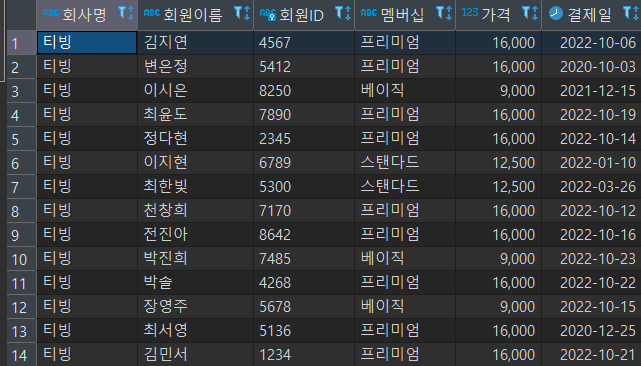 ABC 회사명 ABC 회원이름 ABC 회원ID ABC 멤버십 123 가격 결제일
1 티빙 김지연 4567 프리미엄 16,000 2022-10-06
2 티빙 변은정 5412 프리미엄 16,000 2020-10-03
3 티빙 이시은 8250 베이직 9,000 2021-12-15
4 티빙 최윤도 7890 프리미엄 16,000 2022-10-19
5 티빙 정다현 2345 프리미엄 16,000 2022-10-14
6 티빙 이지현 6789 스탠다드 12,500 2022-01-10
7 티빙 최한빛 5300 스탠다드 12,500 2022-03-26
8 티빙 천창희 7170 프리미엄 16,000 2022-10-12
9 티빙 전진아 8642 프리미엄 16,000 2022-10-16
10 티빙 박진희 7485 베이직 9,000 2022-10-23
11 티빙 박솔 4268 프리미엄 16,000 2022-10-22
12 티빙 장영주 5678 베이직 9,000 2022-10-15
13 티빙 최서영 5136 프리미엄 16,000 2020-12-25
14 티빙 김민서 1234 프리미엄 16,000 2022-10-21